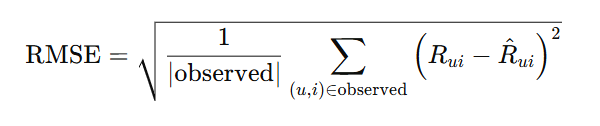 RMSE = √( 1 / |observed| ∑_{(u,i)∈observed} (R_{ui} − R̂_{ui})² )